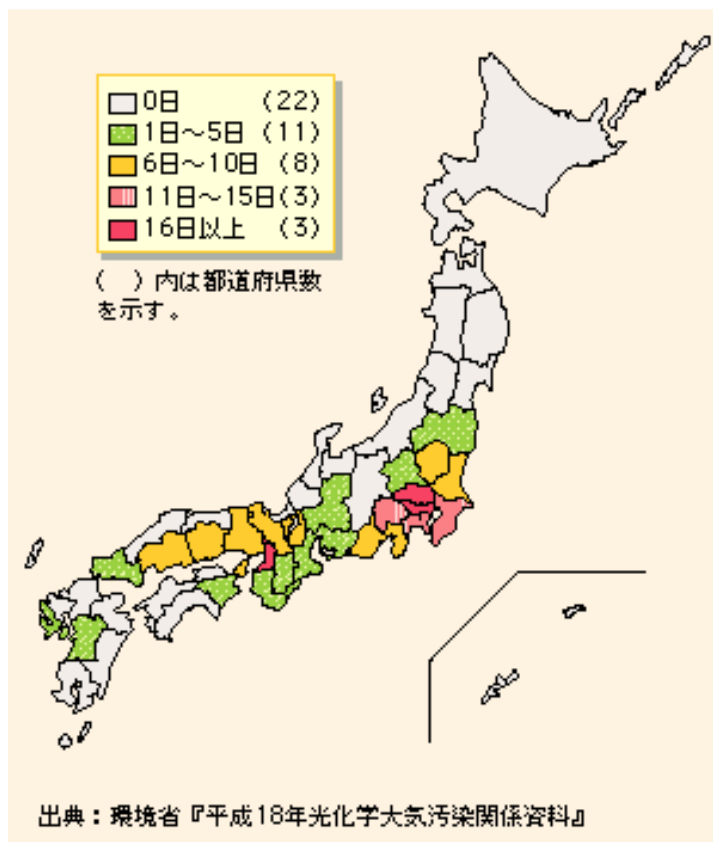 0日 (22)
1日～5日 (11)
6日～10日 (8)
11日～15日(3)
16日以上 (3)
( )内は都道府県数
を示す。
出典：環境省『平成18年光化学大気汚染関係資料』